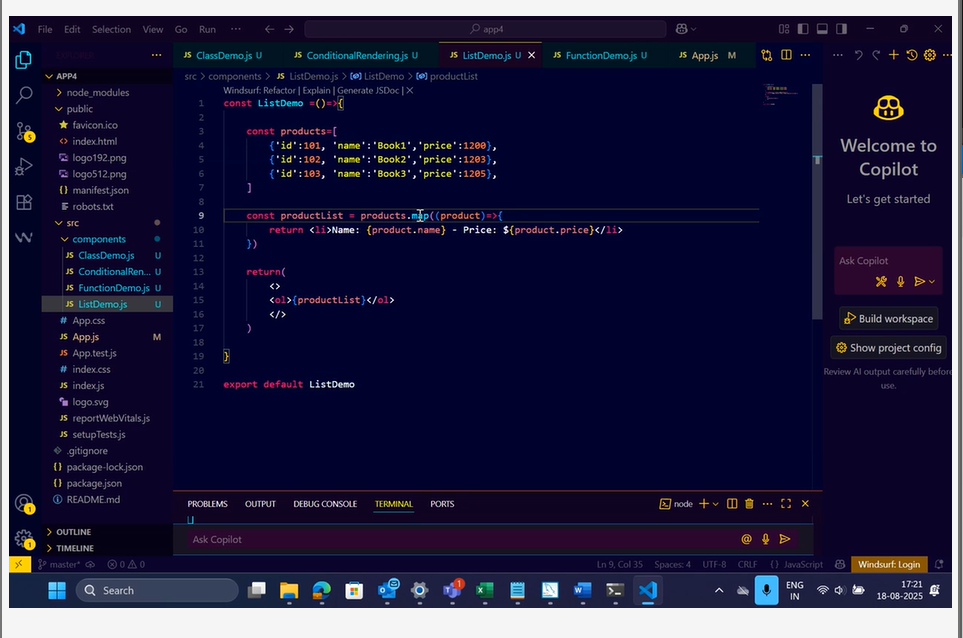 File Edit Selection View Go Run ··· app4
ClassDemo.js U ConditionalRendering.js U ListDemo.js U FunctionDemo.js U App.js M
APP4
node_modules
public
favicon.ico
index.html
logo192.png
logo512.png
manifest.json
robots.txt
src
components
ClassDemo.js U
ConditionalRen... U
FunctionDemo.js U
ListDemo.js U
App.css
App.js M
App.test.js
index.css
index.js
logo.svg
reportWebVitals.js
setupTests.js
.gitignore
package-lock.json
package.json
README.md
OUTLINE
TIMELINE
src > components > JS ListDemo.js > ListDemo > productList
Windsurf: Refactor | Explain | Generate JSDoc | X
1 const ListDemo =()=>{
2
3 const products=[
4 {'id':101, 'name':'Book1','price':1200},
5 {'id':102, 'name':'Book2','price':1203},
6 {'id':103, 'name':'Book3','price':1205},
7 ]
8
9 const productList = products.map((product)=>{
10 return <li>Name: {product.name} - Price: ${product.price}</li>
11 })
12
13 return(
14 <>
15 <ol>{productList}</ol>
16 </>
17 )
18
19 }
20
21 export default ListDemo
PROBLEMS OUTPUT DEBUG CONSOLE TERMINAL PORTS node
Ask Copilot
Welcome to
Copilot
Let's get started
Ask Copilot
Build workspace
Show project config
Review AI output carefully before
use.
master* 0 0 Ln 9, Col 35 Spaces: 4 UTF-8 CRLF {} JavaScript Windsurf: Login
Search
ENG
IN
17:21
18-08-2025